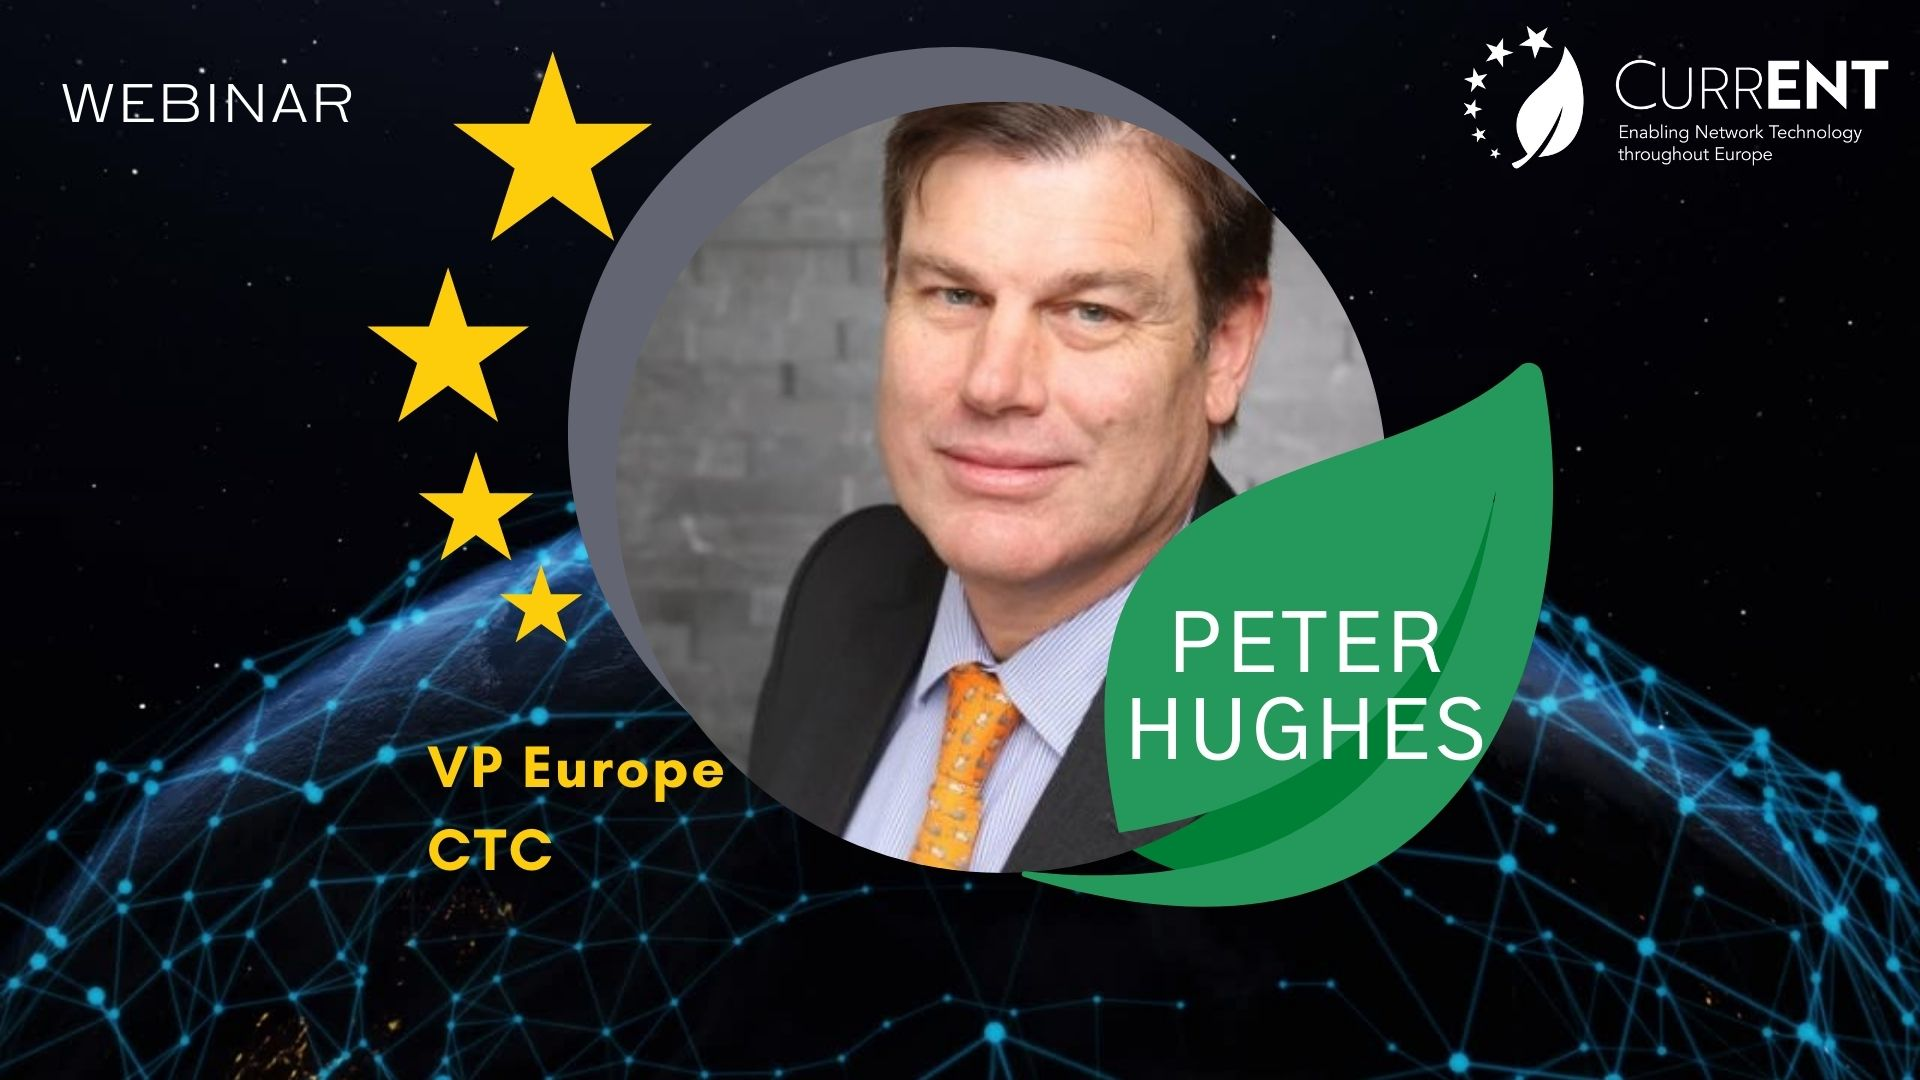 WEBINAR
CURRENT
Enabling Network Technology
throughout Europe
PETER
HUGHES
VP Europe
CTC